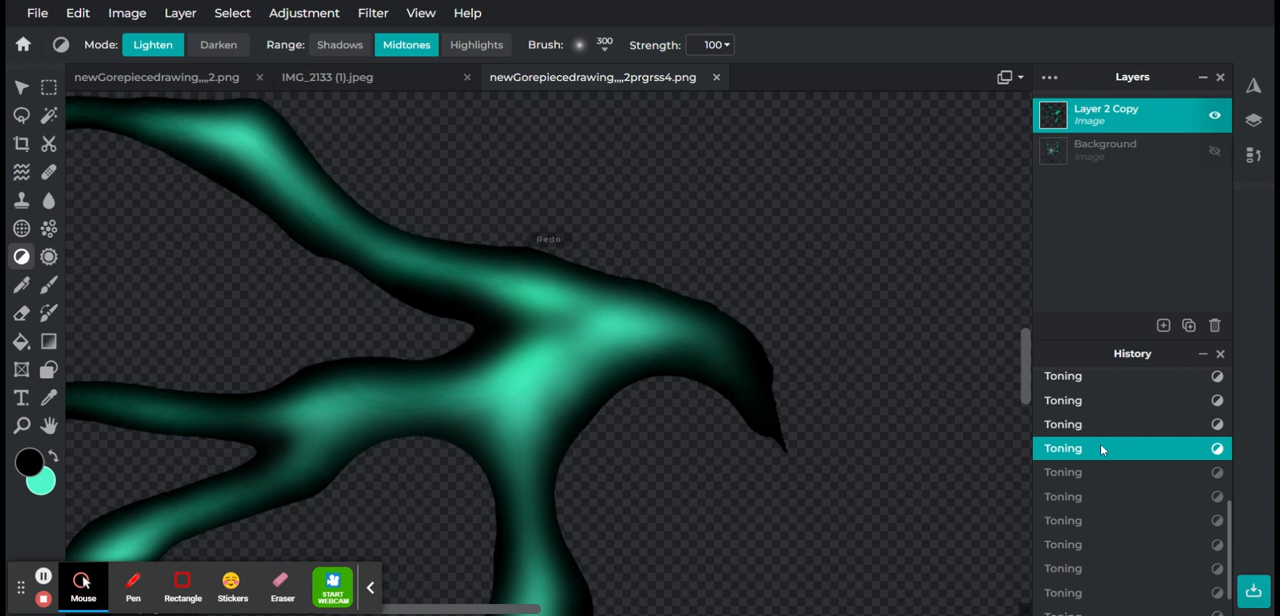 File Edit Image Layer Select Adjustment Filter View Help
Mode: Lighten Darken Range: Shadows Midtones Highlights Brush: 300 Strength: 100
newGorepiecedrawing,,,,2.png IMG_2133 (1).jpeg newGorepiecedrawing,,,,2prgrss4.png
Layers
Layer 2 Copy
Image
Background
Image
Redo
History
Toning
Toning
Toning
Toning
Toning
Toning
Toning
Toning
Toning
Toning
Mouse Pen Rectangle Stickers Eraser START
WEBCAM